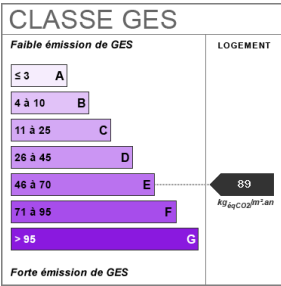 CLASSE GES
Faible émission de GES
LOGEMENT
≤ 3 A
4 à 10 B
11 à 25 C
26 à 45 D
46 à 70 E
89
kgéqCO2/m².an
71 à 95 F
> 95 G
Forte émission de GES